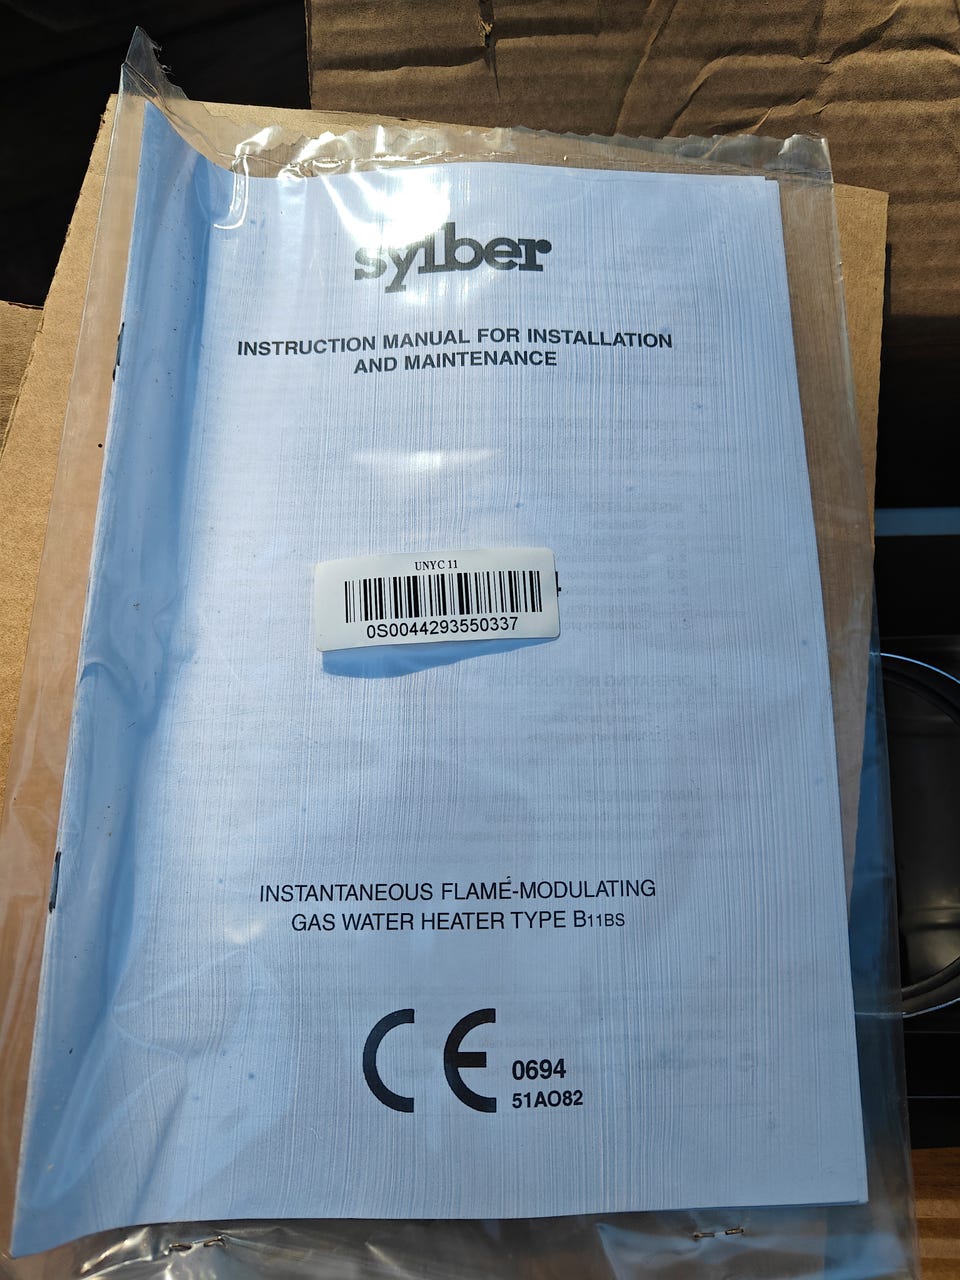 sylber
INSTRUCTION MANUAL FOR INSTALLATION
AND MAINTENANCE
UNYC 11
0S0044293550337
INSTANTANEOUS FLAME-MODULATING
GAS WATER HEATER TYPE B11BS
CE 0694
51AO82